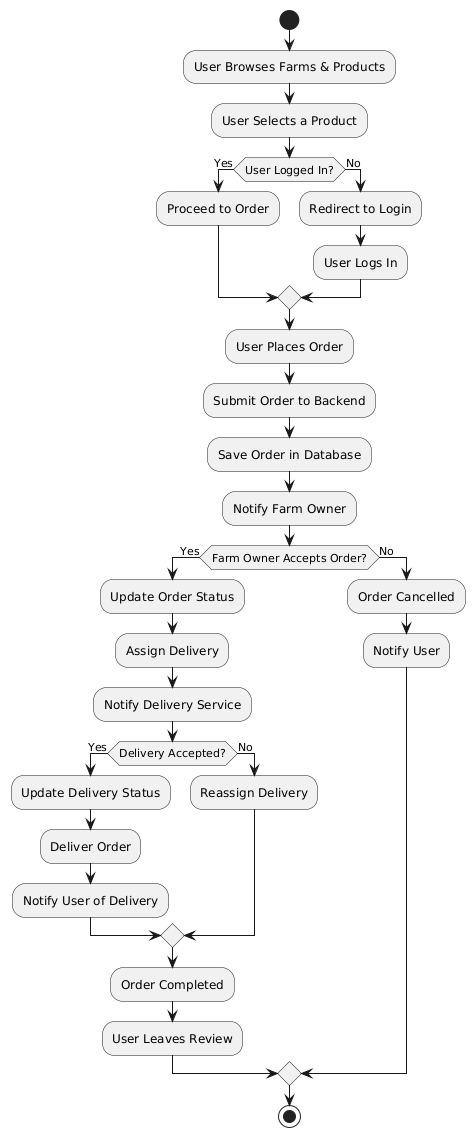 User Browses Farms & Products
User Selects a Product
Yes
User Logged In?
No
Proceed to Order
Redirect to Login
User Logs In
User Places Order
Submit Order to Backend
Save Order in Database
Notify Farm Owner
Yes
Farm Owner Accepts Order?
No
Update Order Status
Order Cancelled
Assign Delivery
Notify User
Notify Delivery Service
Yes
Delivery Accepted?
No
Update Delivery Status
Reassign Delivery
Deliver Order
Notify User of Delivery
Order Completed
User Leaves Review